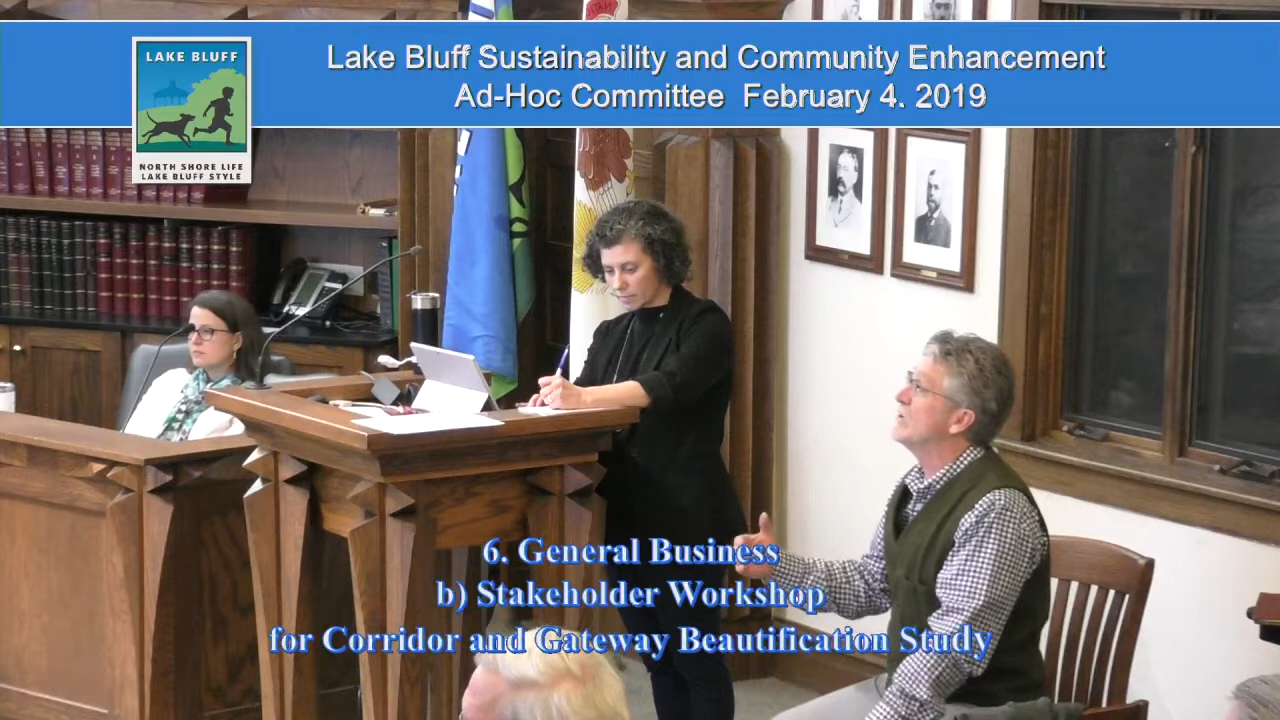 Lake Bluff Sustainability and Community Enhancement
Ad-Hoc Committee February 4. 2019
LAKE BLUFF
NORTH SHORE LIFE
LAKE BLUFF STYLE
6. General Business
b) Stakeholder Workshop
for Corridor and Gateway Beautification Study